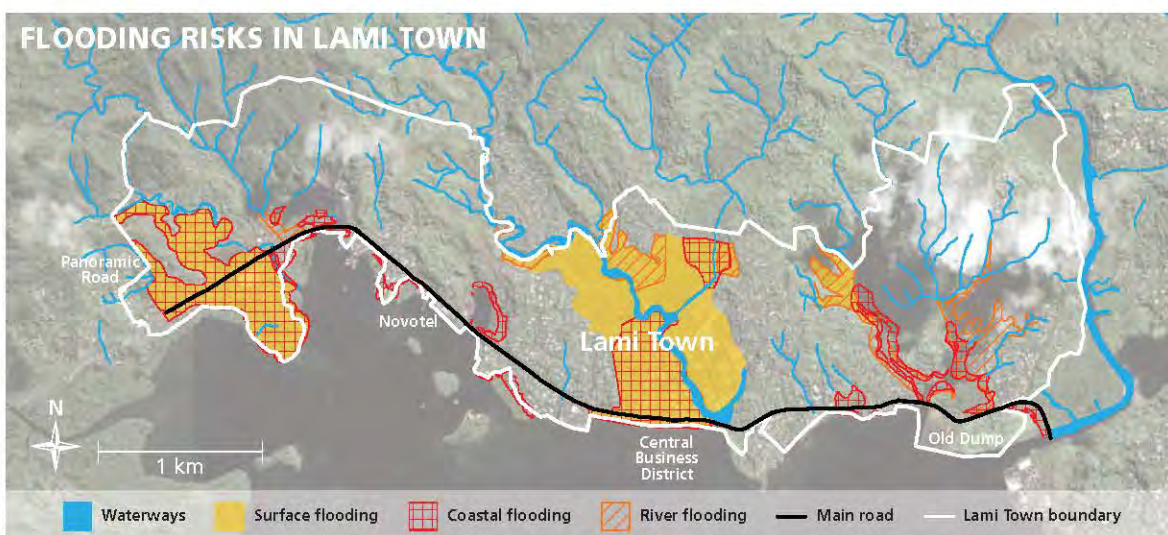 FLOODING RISKS IN LAMI TOWN
Panoramic
Road
Novotel
Lami Town
Central
Business
District
Old Dump
N
1 km
Waterways
Surface flooding
Coastal flooding
River flooding
Main road
Lami Town boundary